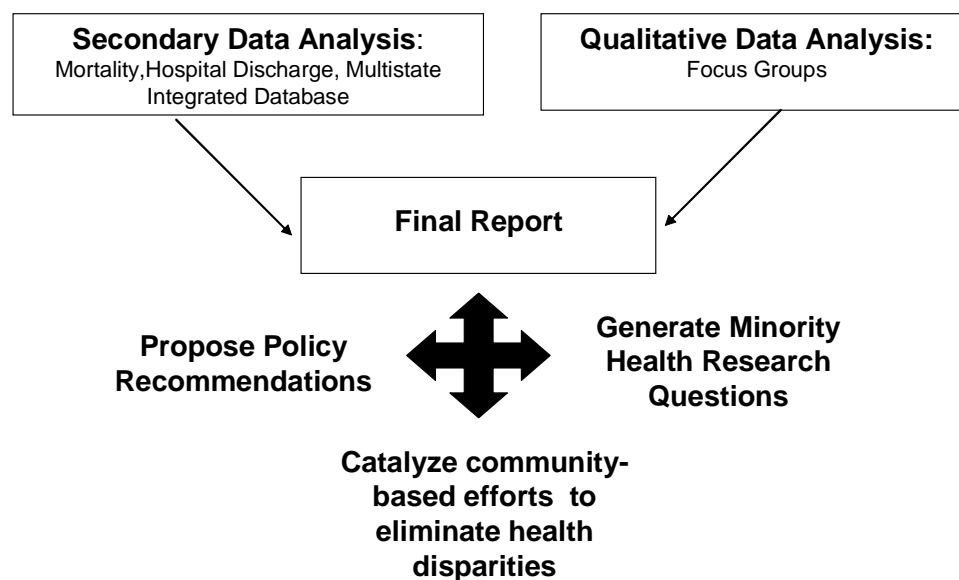 Secondary Data Analysis:
Mortality,Hospital Discharge, Multistate
Integrated Database
Qualitative Data Analysis:
Focus Groups
Final Report
Propose Policy
Recommendations
Generate Minority
Health Research
Questions
Catalyze community-
based efforts to
eliminate health
disparities